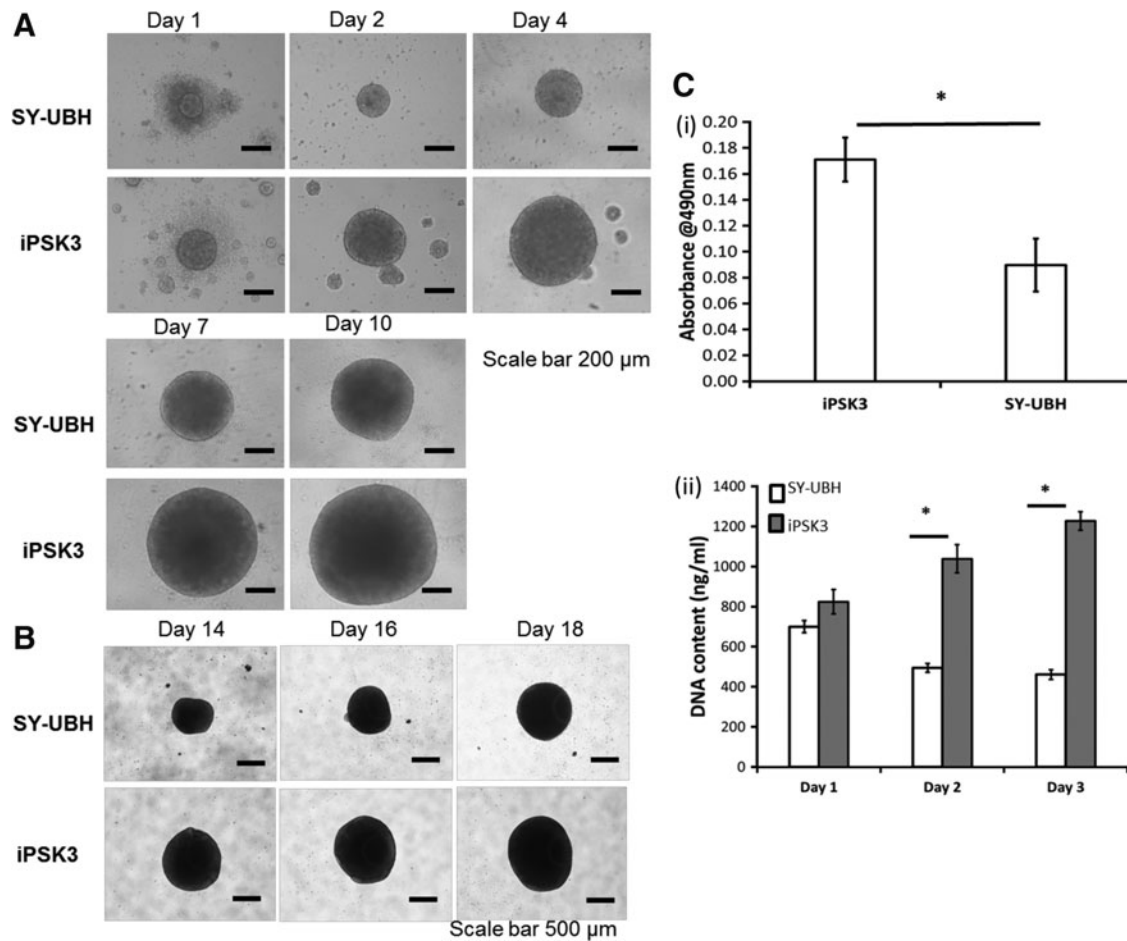 A
Day 1 Day 2 Day 4
SY-UBH
iPSK3
Day 7 Day 10
Scale bar 200 µm
SY-UBH
iPSK3
B
Day 14 Day 16 Day 18
SY-UBH
iPSK3
Scale bar 500 µm
C
(i)
*
Absorbance @490nm
0.20
0.18
0.16
0.14
0.12
0.10
0.08
0.06
0.04
0.02
0.00
iPSK3 SY-UBH
(ii)
SY-UBH
iPSK3
* *
DNA content (ng/ml)
1400
1200
1000
800
600
400
200
0
Day 1 Day 2 Day 3